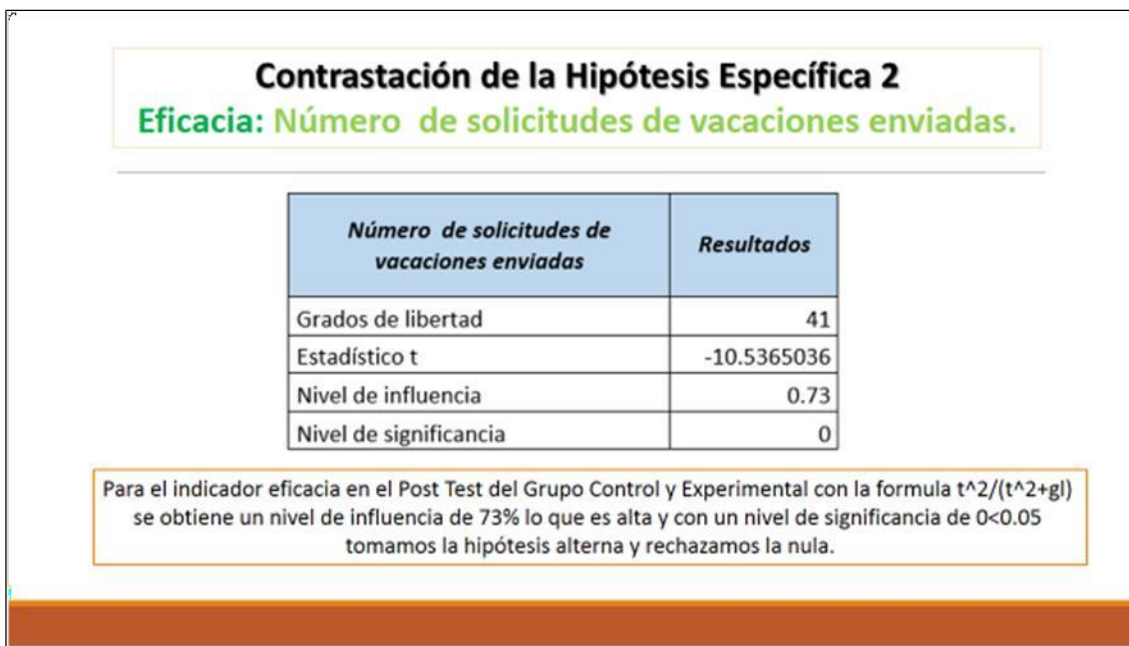 Contrastación de la Hipótesis Específica 2
Eficacia: Número de solicitudes de vacaciones enviadas.
Número de solicitudes de
vacaciones enviadas
Resultados
Grados de libertad 41
Estadístico t -10.5365036
Nivel de influencia 0.73
Nivel de significancia 0
Para el indicador eficacia en el Post Test del Grupo Control y Experimental con la formula t^2/(t^2+gl)
se obtiene un nivel de influencia de 73% lo que es alta y con un nivel de significancia de 0<0.05
tomamos la hipótesis alterna y rechazamos la nula.